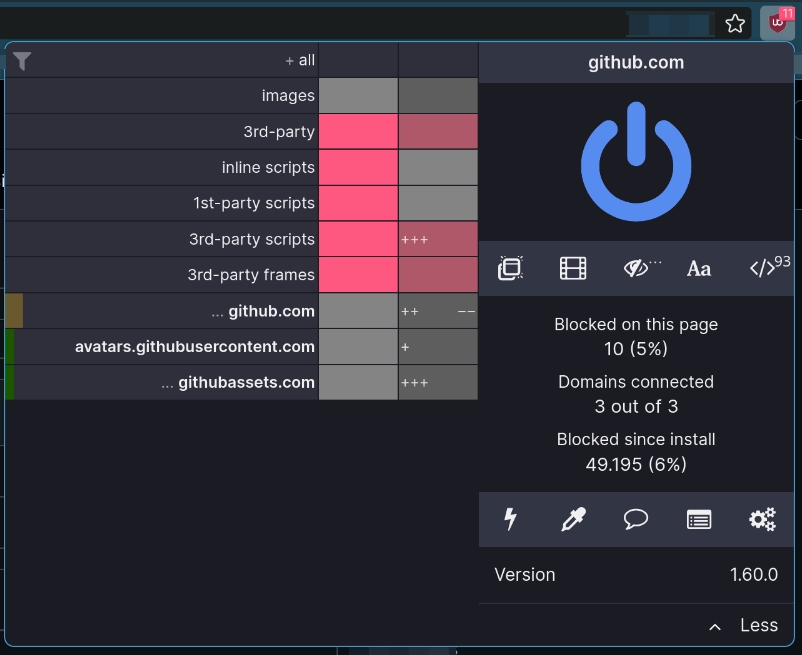 11
+ all
images
3rd-party
inline scripts
1st-party scripts
3rd-party scripts +++
3rd-party frames
... github.com ++ −−
avatars.githubusercontent.com +
... githubassets.com +++
github.com
... Aa </> 93
Blocked on this page
10 (5%)
Domains connected
3 out of 3
Blocked since install
49.195 (6%)
Version 1.60.0
Less